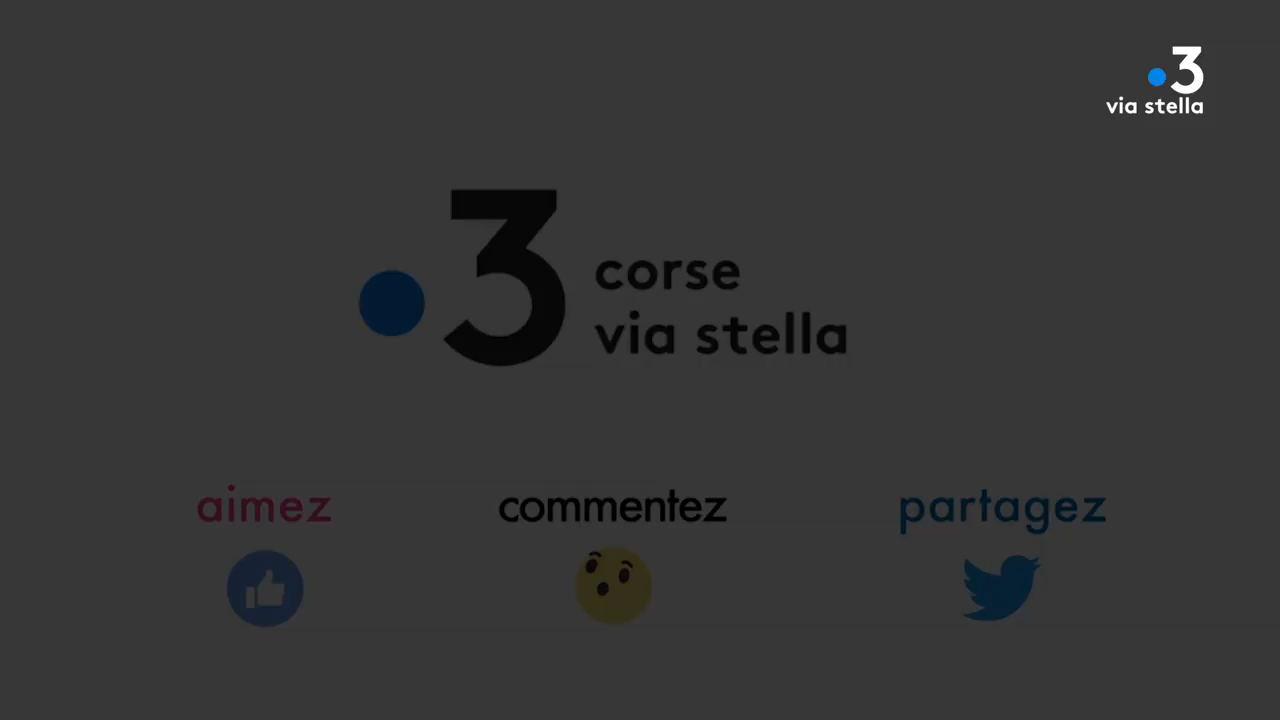 3
via stella
3
corse
via stella
aimez
commentez
partagez